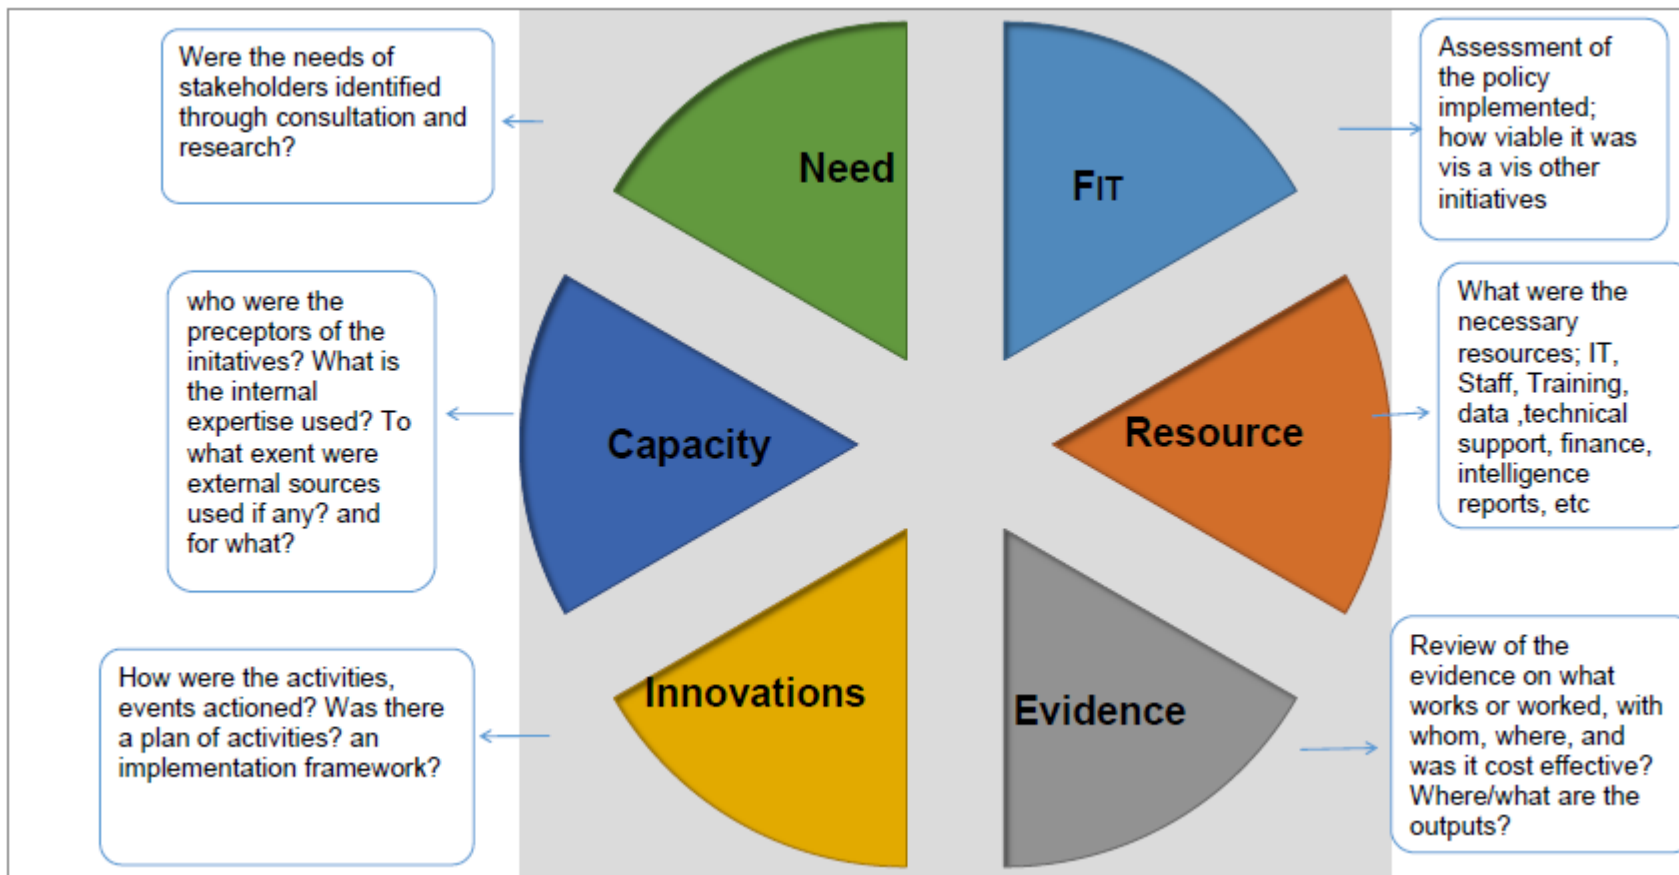 Were the needs of
stakeholders identified
through consultation and
research?
Need
FIT
Assessment of
the policy
implemented;
how viable it was
vis a vis other
initiatives
who were the
preceptors of the
initatives? What is
the internal
expertise used? To
what exent were
external sources
used if any? and
for what?
Capacity
Resource
What were the
necessary
resources; IT,
Staff, Training,
data ,technical
support, finance,
intelligence
reports, etc
How were the activities,
events actioned? Was there
a plan of activities? an
implementation framework?
Innovations
Evidence
Review of the
evidence on what
works or worked, with
whom, where, and
was it cost effective?
Where/what are the
outputs?